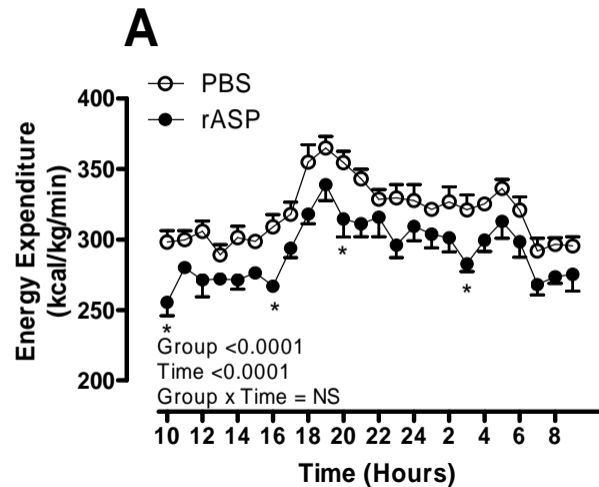 A
PBS
rASP
Energy Expenditure
(kcal/kg/min)
400
350
300
250
200
*
*
*
*
Group <0.0001
Time <0.0001
Group x Time = NS
10 12 14 16 18 20 22 24 2 4 6 8
Time (Hours)